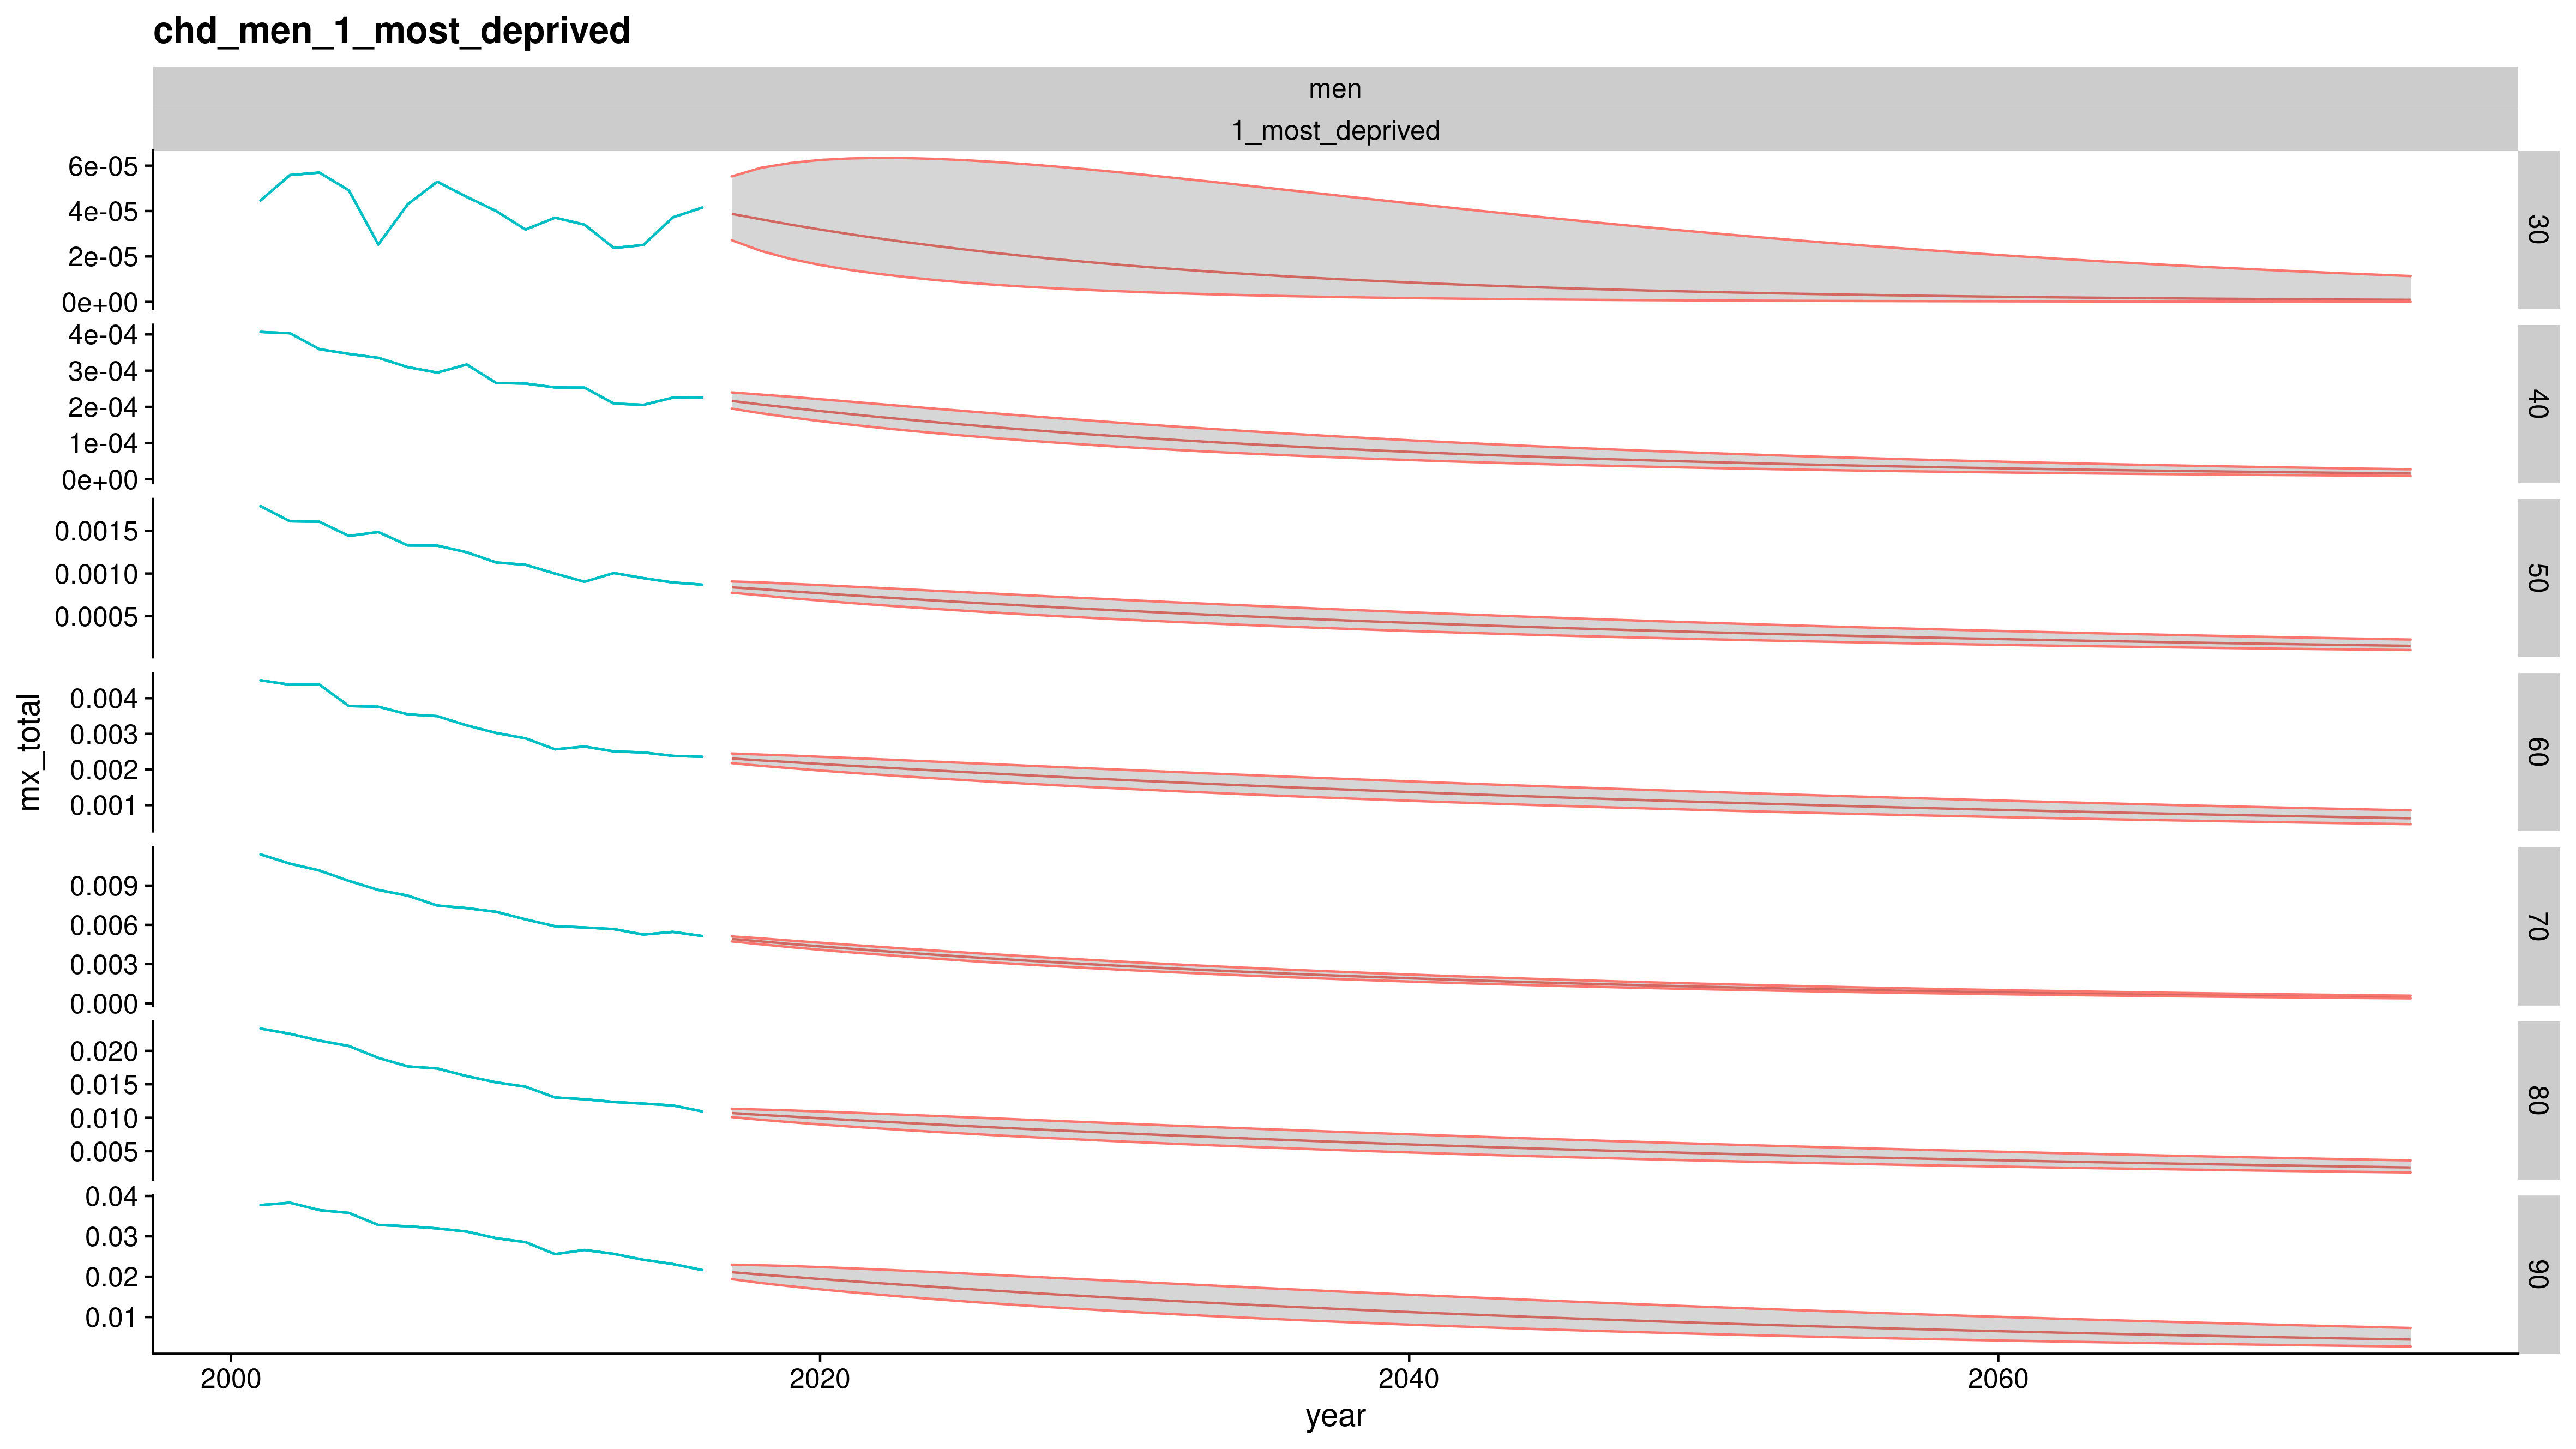 chd_men_1_most_deprived
men
1_most_deprived
6e-05
4e-05
2e-05
0e+00
30
4e-04
3e-04
2e-04
1e-04
0e+00
40
0.0015
0.0010
0.0005
50
0.004
0.003
0.002
0.001
60
mx_total
0.009
0.006
0.003
0.000
70
0.020
0.015
0.010
0.005
80
0.04
0.03
0.02
0.01
90
2000 2020 2040 2060
year